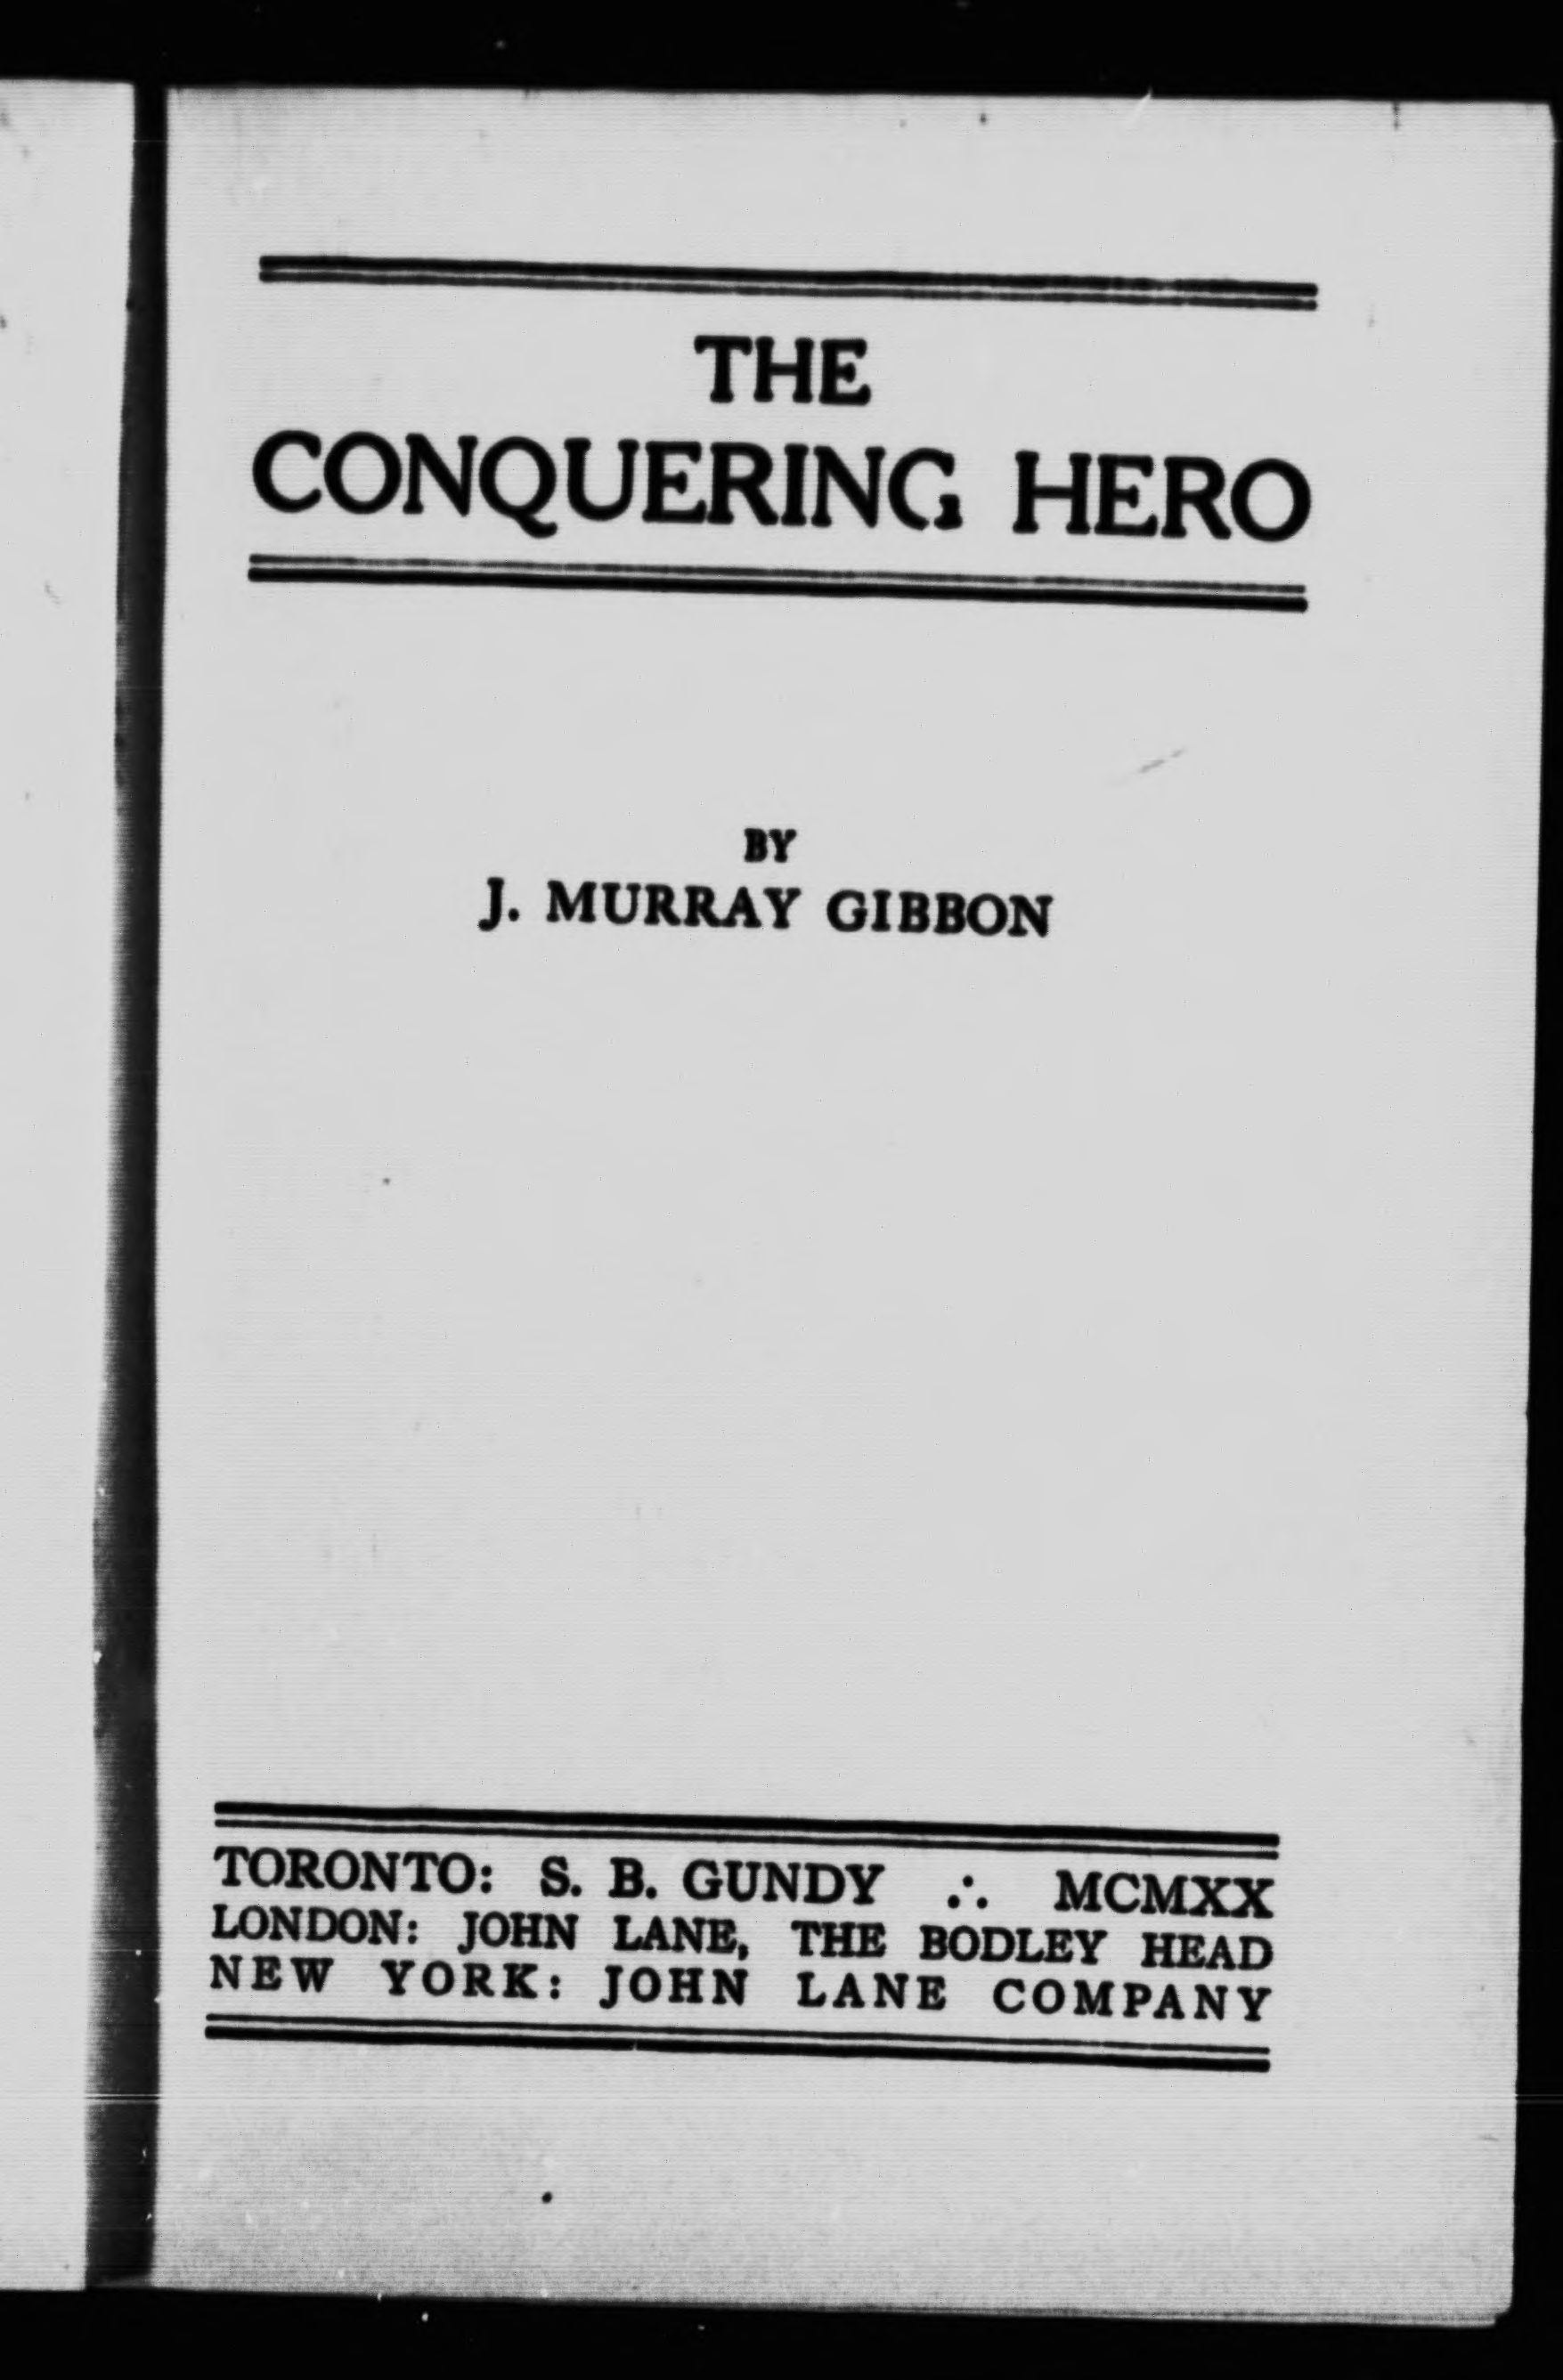 THE
CONQUERING HERO
BY
J. MURRAY GIBBON
TORONTO: S. B. GUNDY ∴ MCMXX
LONDON: JOHN LANE, THE BODLEY HEAD
NEW YORK: JOHN LANE COMPANY